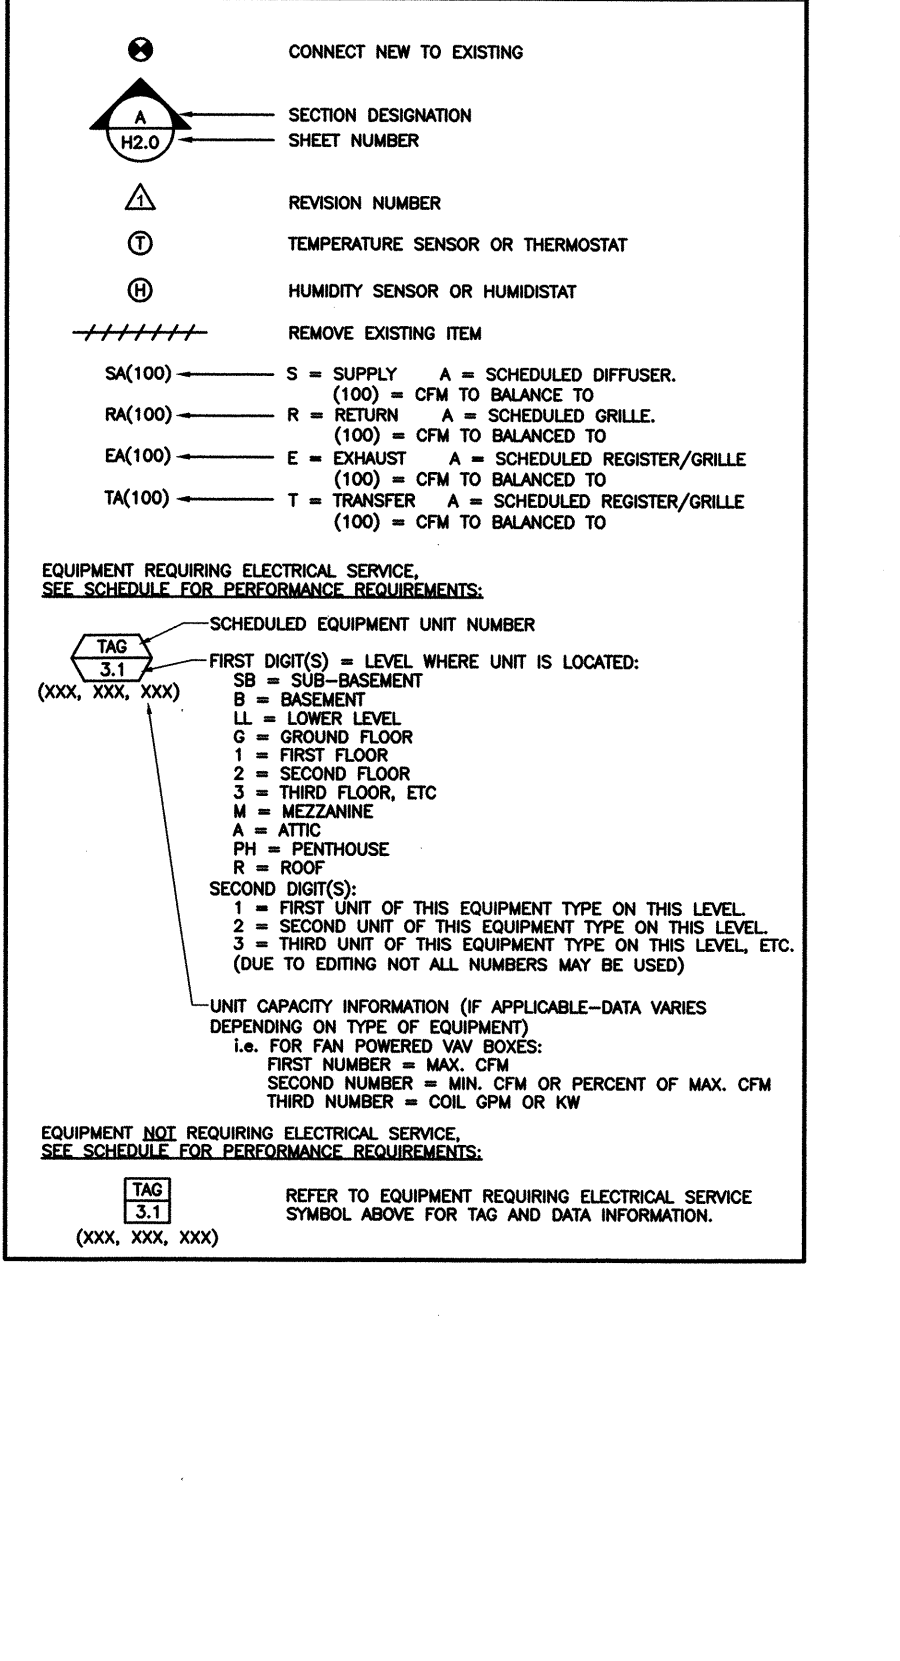 CONNECT NEW TO EXISTING
A
SECTION DESIGNATION
H2.0
SHEET NUMBER
1
REVISION NUMBER
T
TEMPERATURE SENSOR OR THERMOSTAT
H
HUMIDITY SENSOR OR HUMIDISTAT
REMOVE EXISTING ITEM
SA(100) S = SUPPLY A = SCHEDULED DIFFUSER.
(100) = CFM TO BALANCE TO
RA(100) R = RETURN A = SCHEDULED GRILLE.
(100) = CFM TO BALANCED TO
EA(100) E = EXHAUST A = SCHEDULED REGISTER/GRILLE
(100) = CFM TO BALANCED TO
TA(100) T = TRANSFER A = SCHEDULED REGISTER/GRILLE
(100) = CFM TO BALANCED TO
EQUIPMENT REQUIRING ELECTRICAL SERVICE,
SEE SCHEDULE FOR PERFORMANCE REQUIREMENTS:
SCHEDULED EQUIPMENT UNIT NUMBER
TAG
3.1
(XXX, XXX, XXX)
FIRST DIGIT(S) = LEVEL WHERE UNIT IS LOCATED:
SB = SUB-BASEMENT
B = BASEMENT
LL = LOWER LEVEL
G = GROUND FLOOR
1 = FIRST FLOOR
2 = SECOND FLOOR
3 = THIRD FLOOR, ETC
M = MEZZANINE
A = ATTIC
PH = PENTHOUSE
R = ROOF
SECOND DIGIT(S):
1 = FIRST UNIT OF THIS EQUIPMENT TYPE ON THIS LEVEL.
2 = SECOND UNIT OF THIS EQUIPMENT TYPE ON THIS LEVEL.
3 = THIRD UNIT OF THIS EQUIPMENT TYPE ON THIS LEVEL, ETC.
(DUE TO EDITING NOT ALL NUMBERS MAY BE USED)
UNIT CAPACITY INFORMATION (IF APPLICABLE-DATA VARIES
DEPENDING ON TYPE OF EQUIPMENT)
i.e. FOR FAN POWERED VAV BOXES:
FIRST NUMBER = MAX. CFM
SECOND NUMBER = MIN. CFM OR PERCENT OF MAX. CFM
THIRD NUMBER = COIL GPM OR KW
EQUIPMENT NOT REQUIRING ELECTRICAL SERVICE,
SEE SCHEDULE FOR PERFORMANCE REQUIREMENTS:
TAG
3.1
(XXX, XXX, XXX)
REFER TO EQUIPMENT REQUIRING ELECTRICAL SERVICE
SYMBOL ABOVE FOR TAG AND DATA INFORMATION.